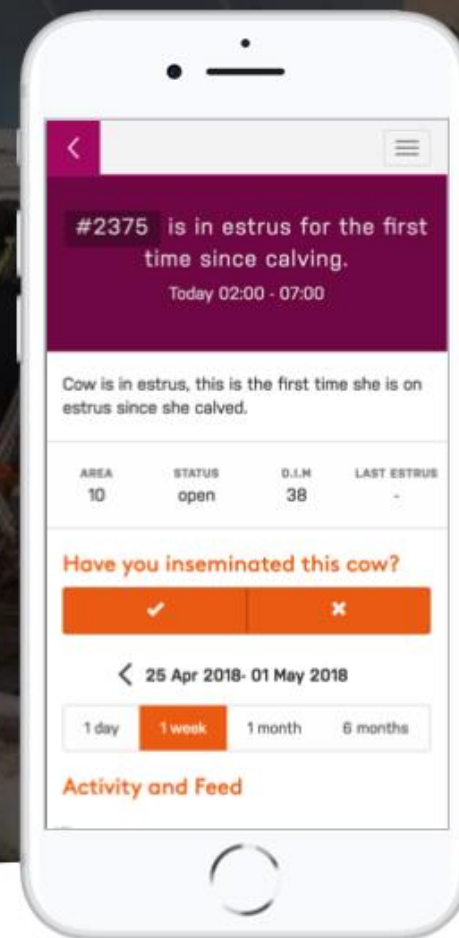 #2375 is in estrus for the first
time since calving.
Today 02:00 - 07:00
Cow is in estrus, this is the first time she is on
estrus since she calved.
AREA STATUS D.I.M LAST ESTRUS
10 open 38 -
Have you inseminated this cow?
25 Apr 2018- 01 May 2018
1 day 1 week 1 month 6 months
Activity and Feed